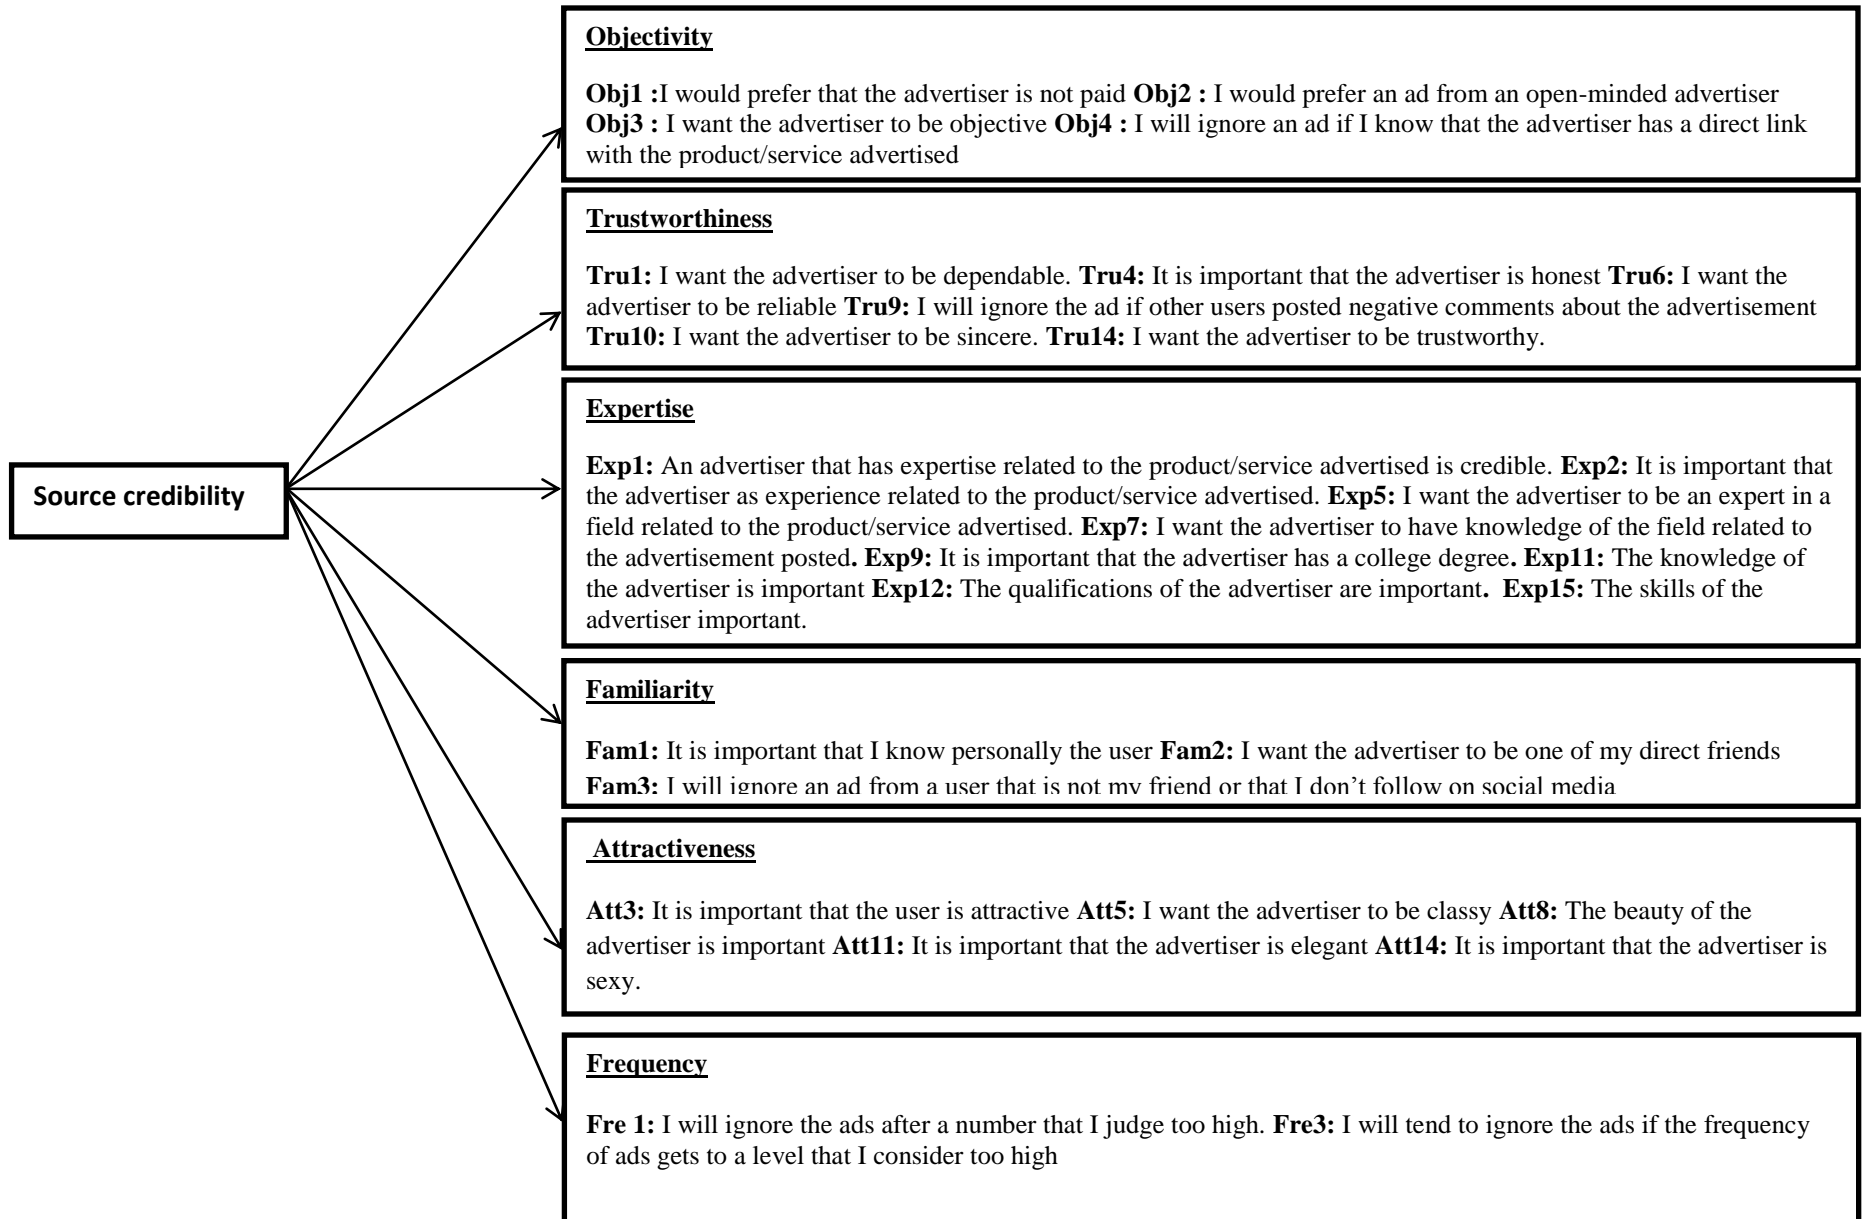 Objectivity
Obj1 :I would prefer that the advertiser is not paid Obj2 : I would prefer an ad from an open-minded advertiser
Obj3 : I want the advertiser to be objective Obj4 : I will ignore an ad if I know that the advertiser has a direct link
with the product/service advertised
Trustworthiness
Tru1: I want the advertiser to be dependable. Tru4: It is important that the advertiser is honest Tru6: I want the
advertiser to be reliable Tru9: I will ignore the ad if other users posted negative comments about the advertisement
Tru10: I want the advertiser to be sincere. Tru14: I want the advertiser to be trustworthy.
Expertise
Exp1: An advertiser that has expertise related to the product/service advertised is credible. Exp2: It is important that
the advertiser as experience related to the product/service advertised. Exp5: I want the advertiser to be an expert in a
field related to the product/service advertised. Exp7: I want the advertiser to have knowledge of the field related to
the advertisement posted. Exp9: It is important that the advertiser has a college degree. Exp11: The knowledge of
the advertiser is important Exp12: The qualifications of the advertiser are important. Exp15: The skills of the
advertiser important.
Source credibility
Familiarity
Fam1: It is important that I know personally the user Fam2: I want the advertiser to be one of my direct friends
Fam3: I will ignore an ad from a user that is not my friend or that I don't follow on social media
Attractiveness
Att3: It is important that the user is attractive Att5: I want the advertiser to be classy Att8: The beauty of the
advertiser is important Att11: It is important that the advertiser is elegant Att14: It is important that the advertiser is
sexy.
Frequency
Fre 1: I will ignore the ads after a number that I judge too high. Fre3: I will tend to ignore the ads if the frequency
of ads gets to a level that I consider too high